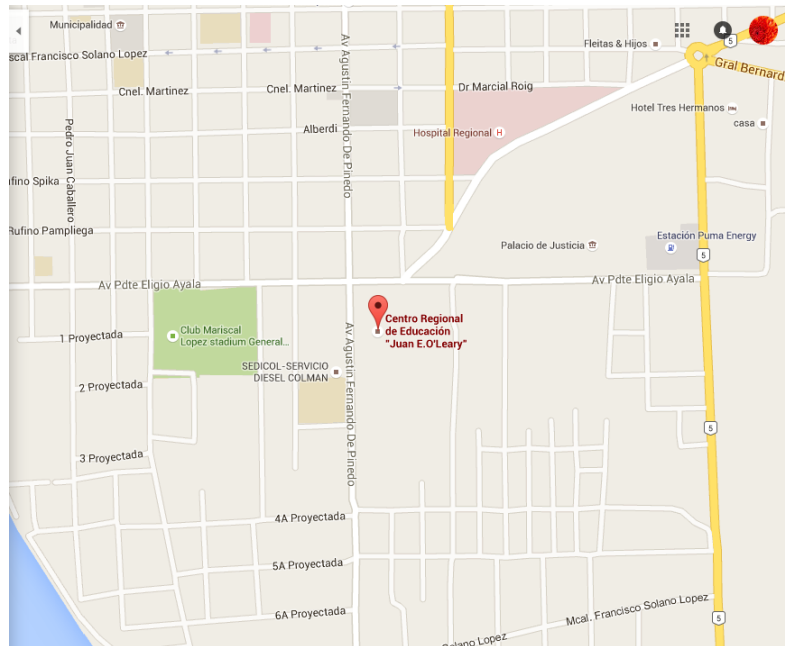 Municipalidad
Av Agustin Fernando De Pinedo
Fleitas & Hijos
5
scal Francisco Solano Lopez
Gral Bernard
Cnel. Martinez
Cnel. Martinez
Dr Marcial Roig
Hotel Tres Hermanos
casa
Pedro Juan Caballero
Alberdi
Hospital Regional
H
ufino Spika
Rufino Pampliega
Estación Puma Energy
Palacio de Justicia
5
Av Pdte Eligio Ayala
Av Pdte Eligio Ayala
Centro Regional
de Educación
"Juan E.O'Leary"
1 Proyectada
Club Mariscal
Lopez stadium General...
Av Agustin Fernando De Pinedo
SEDICOL-SERVICIO
DIESEL COLMAN
2 Proyectada
5
3 Proyectada
4A Proyectada
5A Proyectada
6A Proyectada
Mcal. Francisco Solano Lopez
5
olano Lopez